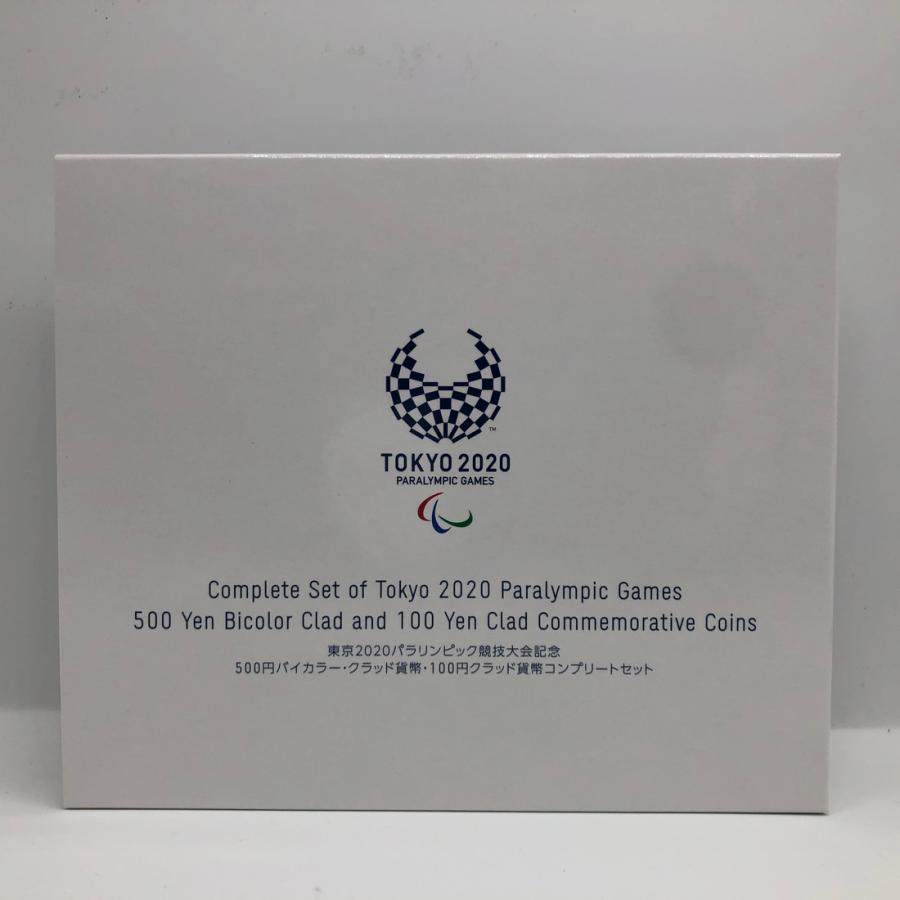 TM
TOKYO 2020
PARALYMPIC GAMES
Complete Set of Tokyo 2020 Paralympic Games
500 Yen Bicolor Clad and 100 Yen Clad Commemorative Coins
東京2020パラリンピック競技大会記念
500円バイカラー・クラッド貨幣・100円クラッド貨幣コンプリートセット